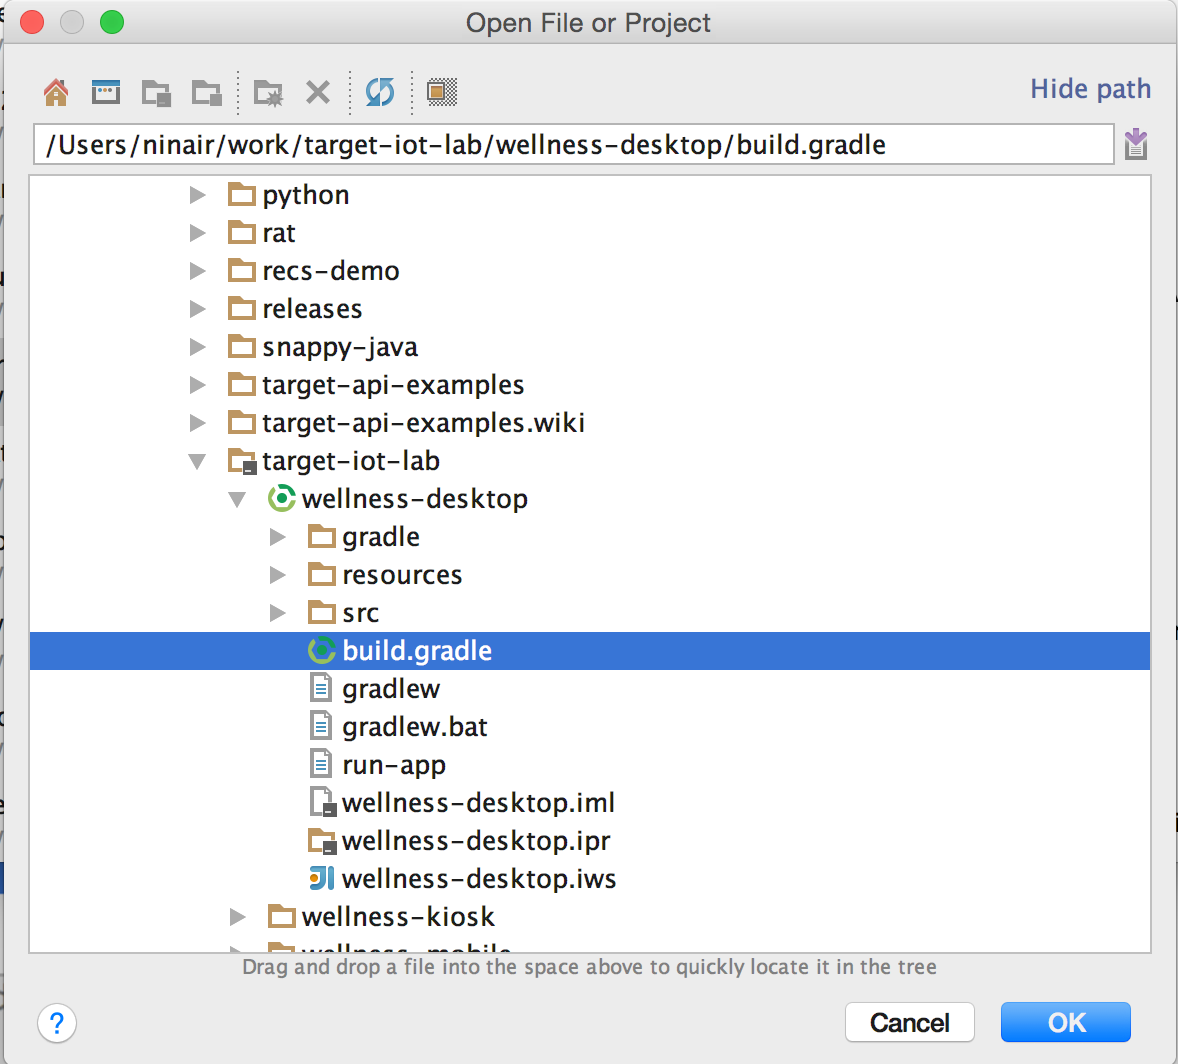 Open File or Project
Hide path
/Users/ninair/work/target-iot-lab/wellness-desktop/build.gradle
python
rat
recs-demo
releases
snappy-java
target-api-examples
target-api-examples.wiki
target-iot-lab
wellness-desktop
gradle
resources
src
build.gradle
gradlew
gradlew.bat
run-app
wellness-desktop.iml
wellness-desktop.ipr
wellness-desktop.iws
wellness-kiosk
wellness-mobile
Drag and drop a file into the space above to quickly locate it in the tree
?
Cancel
OK